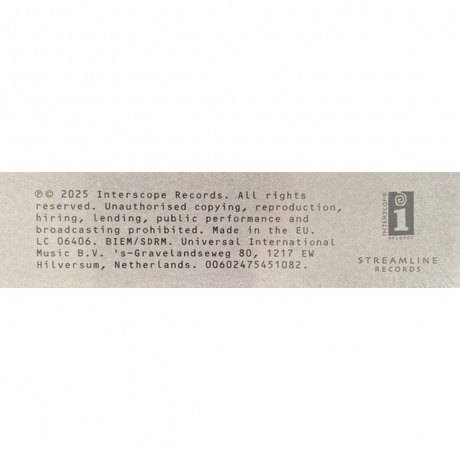 ℗© 2025 Interscope Records. All rights
reserved. Unauthorised copying, reproduction,
hiring, lending, public performance and
broadcasting prohibited. Made in the EU.
LC 06406. BIEM/SDRM. Universal International
Music B.V. 's-Gravelandseweg 80, 1217 EW
Hilversum, Netherlands. 00602475451082.
INTERSCOPE
i
RECORDS
STREAMLINE
RECORDS